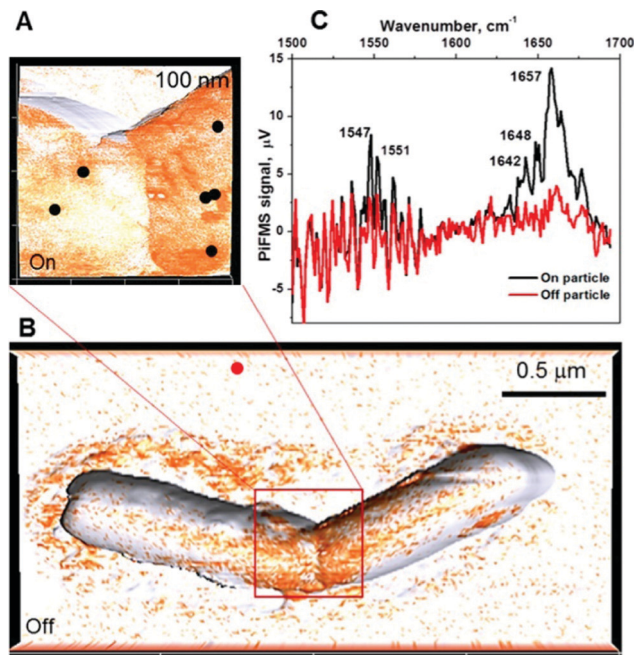 A
100 nm
On
C
Wavenumber, cm⁻¹
1500 1550 1600 1650 1700
15
10
5
0
-5
PiFMS signal, μV
1547
1551
1657
1648
1642
On particle
Off particle
B
0.5 μm
Off